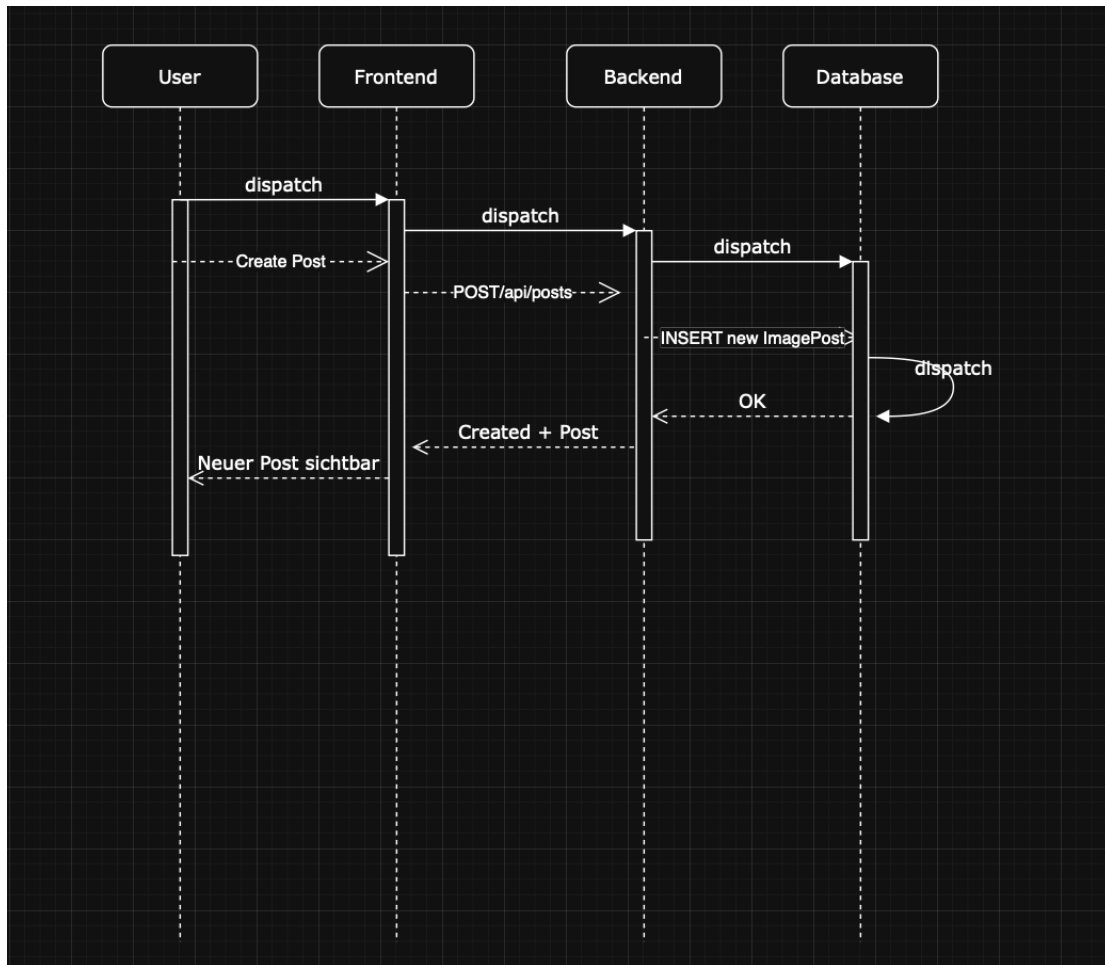 User
Frontend
Backend
Database
dispatch
dispatch
dispatch
Create Post
POST/api/posts
INSERT new ImagePost
dispatch
OK
Created + Post
Neuer Post sichtbar